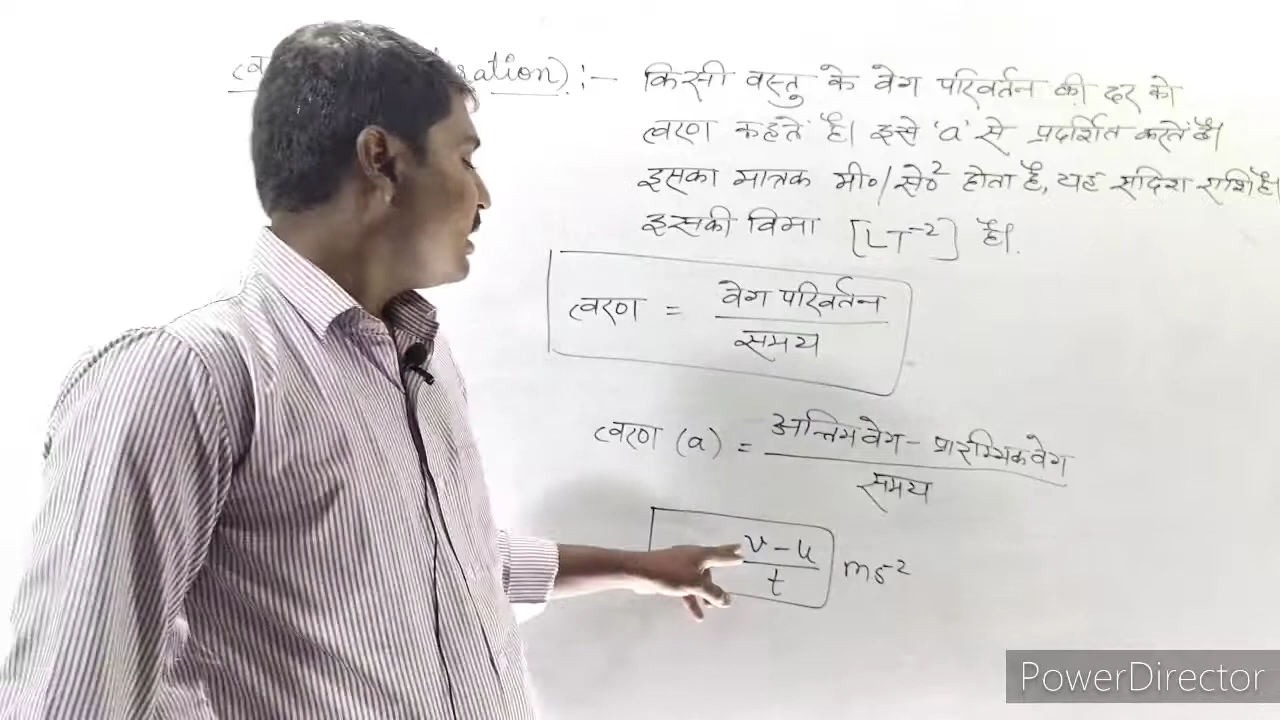 ration) :- किसी वस्तु के वेग परिवर्तन की दर को
त्वरण कहतें है। इसे 'a' से प्रदर्शित करतें है।
इसका मात्रक मी०/से०² होता है, यह सदिश राशि है।
इसकी विमा [LT⁻²] है।
त्वरण = वेग परिवर्तन / समय
त्वरण (a) = अन्तिम वेग - प्रारम्भिक वेग / समय
v-u / t ms⁻²
PowerDirector